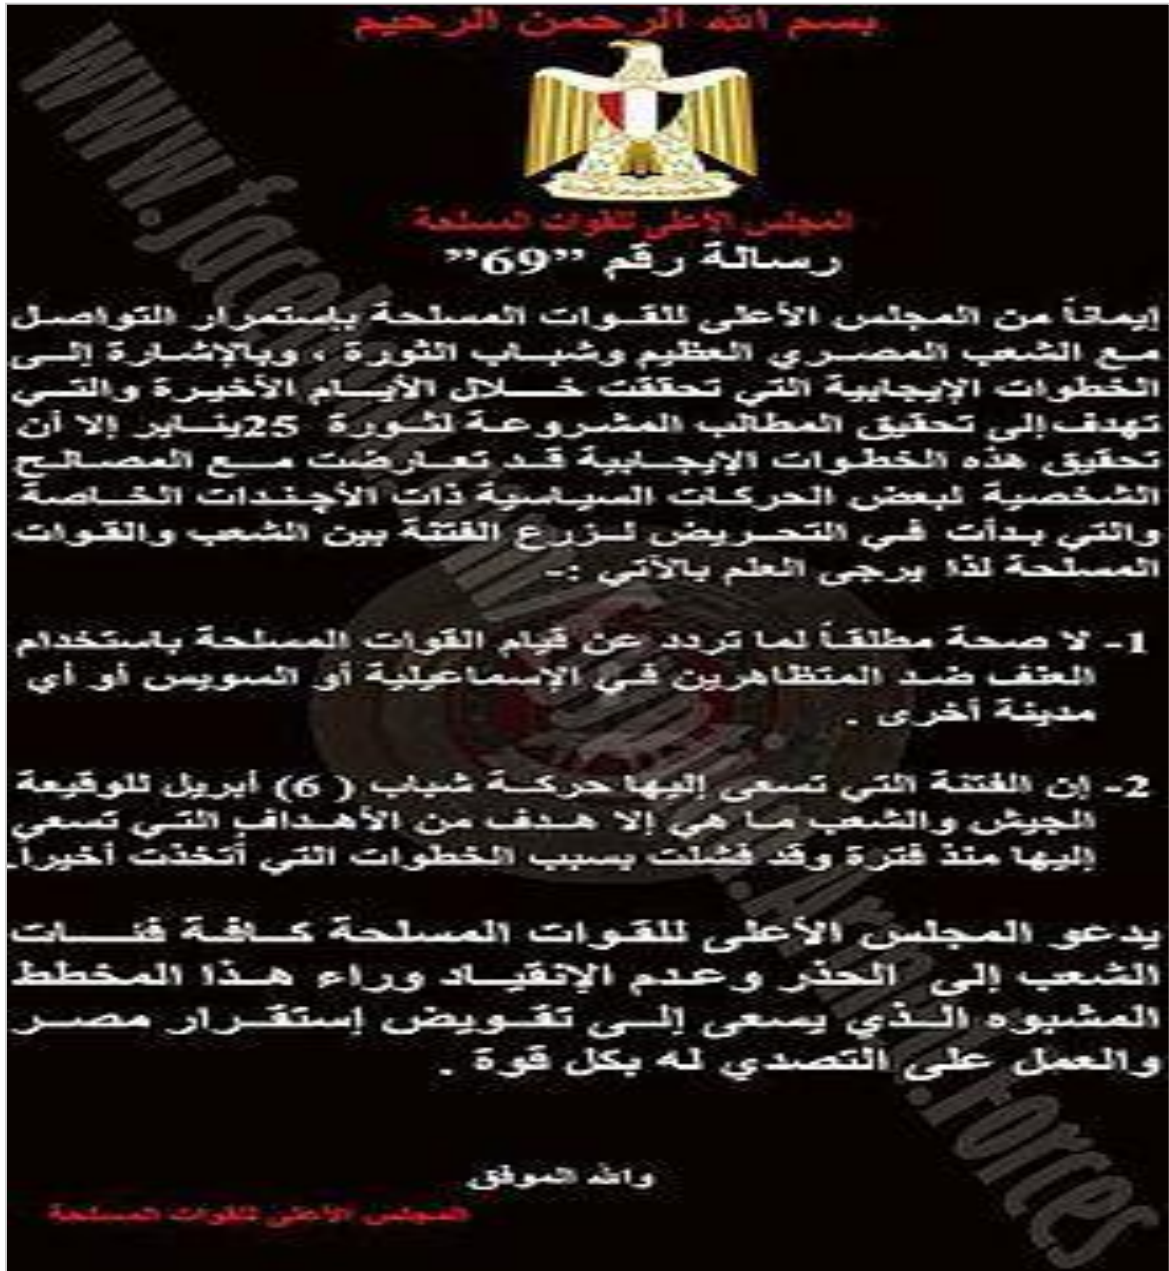 بسم الله الرحمن الرحيم
المجلس الأعلى للقوات المسلحة
رسالة رقم ”69”
إيماناً من المجلس الأعلى للقوات المسلحة بإستمرار التواصل
مع الشعب المصري العظيم وشباب الثورة ، وبالإشارة إلى
الخطوات الإيجابية التي تحققت خلال الأيام الأخيرة والتي
تهدف إلى تحقيق المطالب المشروعة لثورة 25يناير إلا أن
تحقيق هذه الخطوات الإيجابية قد تعارضت مع المصالح
الشخصية لبعض الحركات السياسية ذات الأجندات الخاصة
والتي بدأت في التحريض لزرع الفتنة بين الشعب والقوات
المسلحة لذا يرجى العلم بالآتي :-
1- لا صحة مطلقاً لما تردد عن قيام القوات المسلحة باستخدام
العنف ضد المتظاهرين في الإسماعيلية أو السويس أو أي
مدينة أخرى .
2- إن الفتنة التي تسعى إليها حركة شباب ( 6) أبريل للوقيعة
الجيش والشعب ما هي إلا هدف من الأهداف التي تسعي
إليها منذ فترة وقد فشلت بسبب الخطوات التي أتخذت أخيرا.
يدعو المجلس الأعلى للقوات المسلحة كافة فئات
الشعب إلى الحذر وعدم الإنقياد وراء هذا المخطط
المشبوه الذي يسعى إلى تقويض إستقرار مصر
والعمل على التصدي له بكل قوة .
والله الموفق
المجلس الأعلى للقوات المسلحة